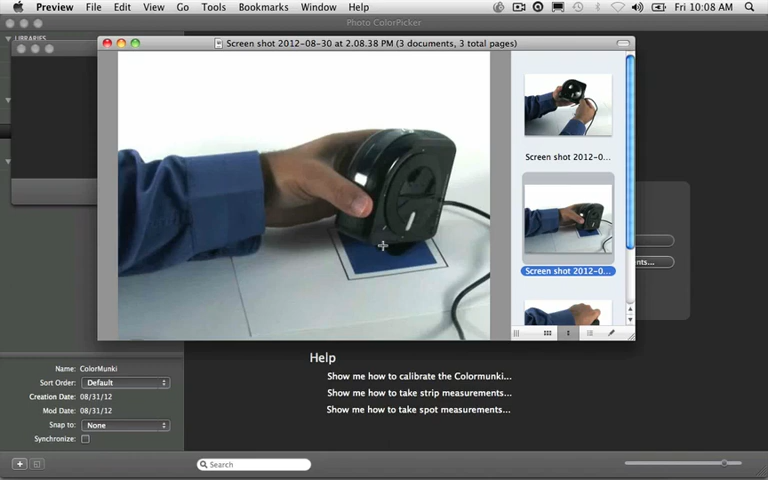 Preview File Edit View Go Tools Bookmarks Window Help
Fri 10:08 AM
Photo ColorPicker
LIBRARIES
Screen shot 2012-08-30 at 2.08.38 PM (3 documents, 3 total pages)
Screen shot 2012-0...
Screen shot 2012-0...
ents...
Help
Show me how to calibrate the Colormunki...
Show me how to take strip measurements...
Show me how to take spot measurements...
Name: ColorMunki
Sort Order: Default
Creation Date: 08/31/12
Mod Date: 08/31/12
Snap to: None
Synchronize:
Search